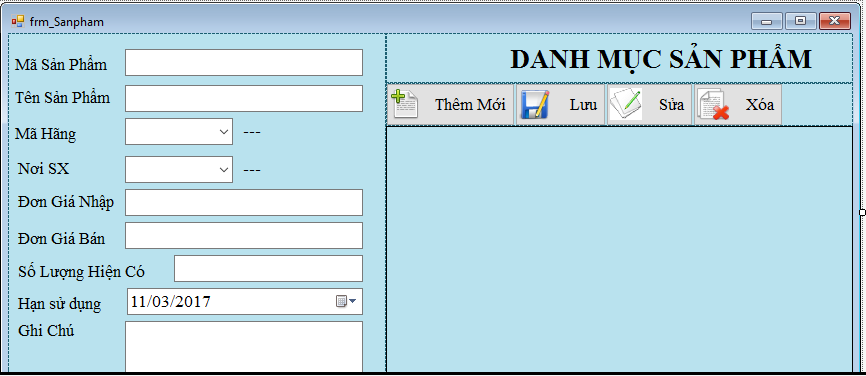 frm_Sanpham
DANH MỤC SẢN PHẨM
Thêm Mới Lưu Sửa Xóa
Mã Sản Phẩm
Tên Sản Phẩm
Mã Hãng ---
Nơi SX ---
Đơn Giá Nhập
Đơn Giá Bán
Số Lượng Hiện Có
Hạn sử dụng 11/03/2017
Ghi Chú